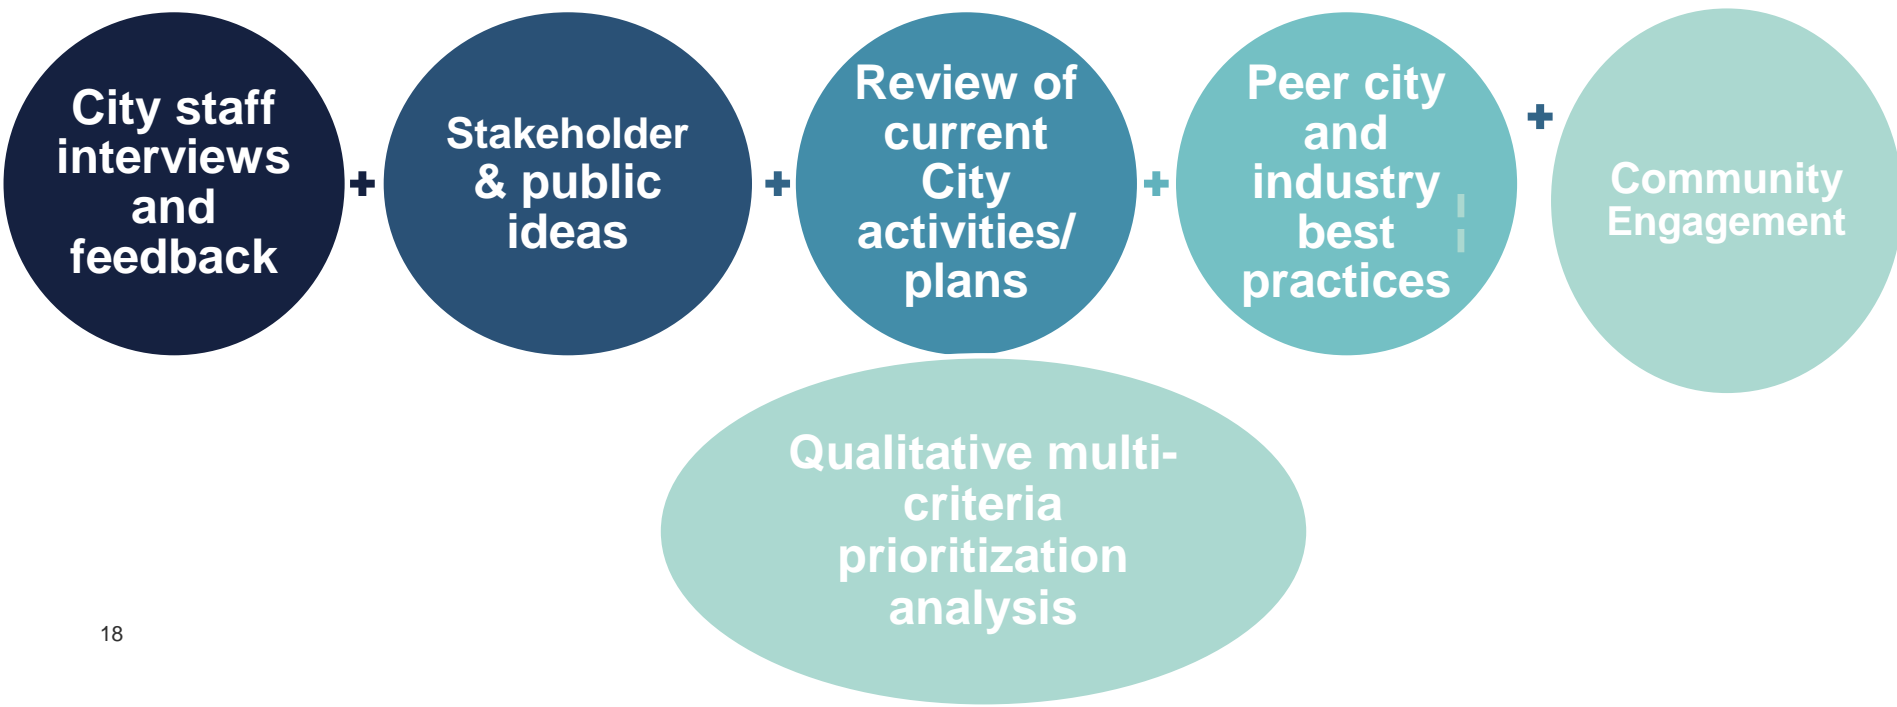 City staff
interviews
and
feedback
+
Stakeholder
& public
ideas
+
Review of
current
City
activities/
plans
+
Peer city
and
industry
best
practices
+
Community
Engagement
Qualitative multi-
criteria
prioritization
analysis
18